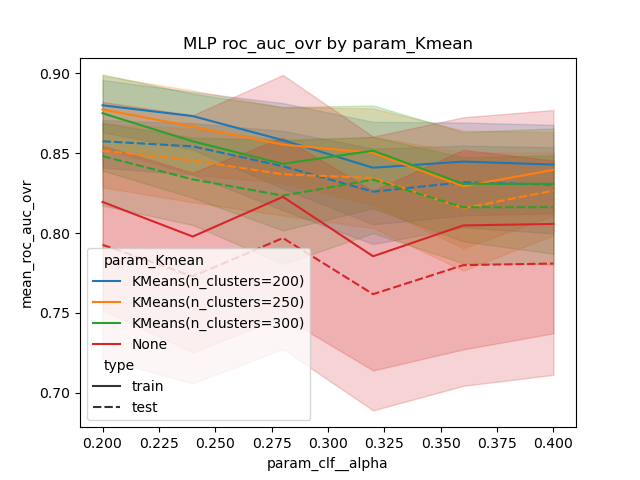 MLP roc_auc_ovr by param_Kmean
mean_roc_auc_ovr
0.90
0.85
0.80
0.75
0.70
param_Kmean
KMeans(n_clusters=200)
KMeans(n_clusters=250)
KMeans(n_clusters=300)
None
type
train
test
0.200 0.225 0.250 0.275 0.300 0.325 0.350 0.375 0.400
param_clf__alpha